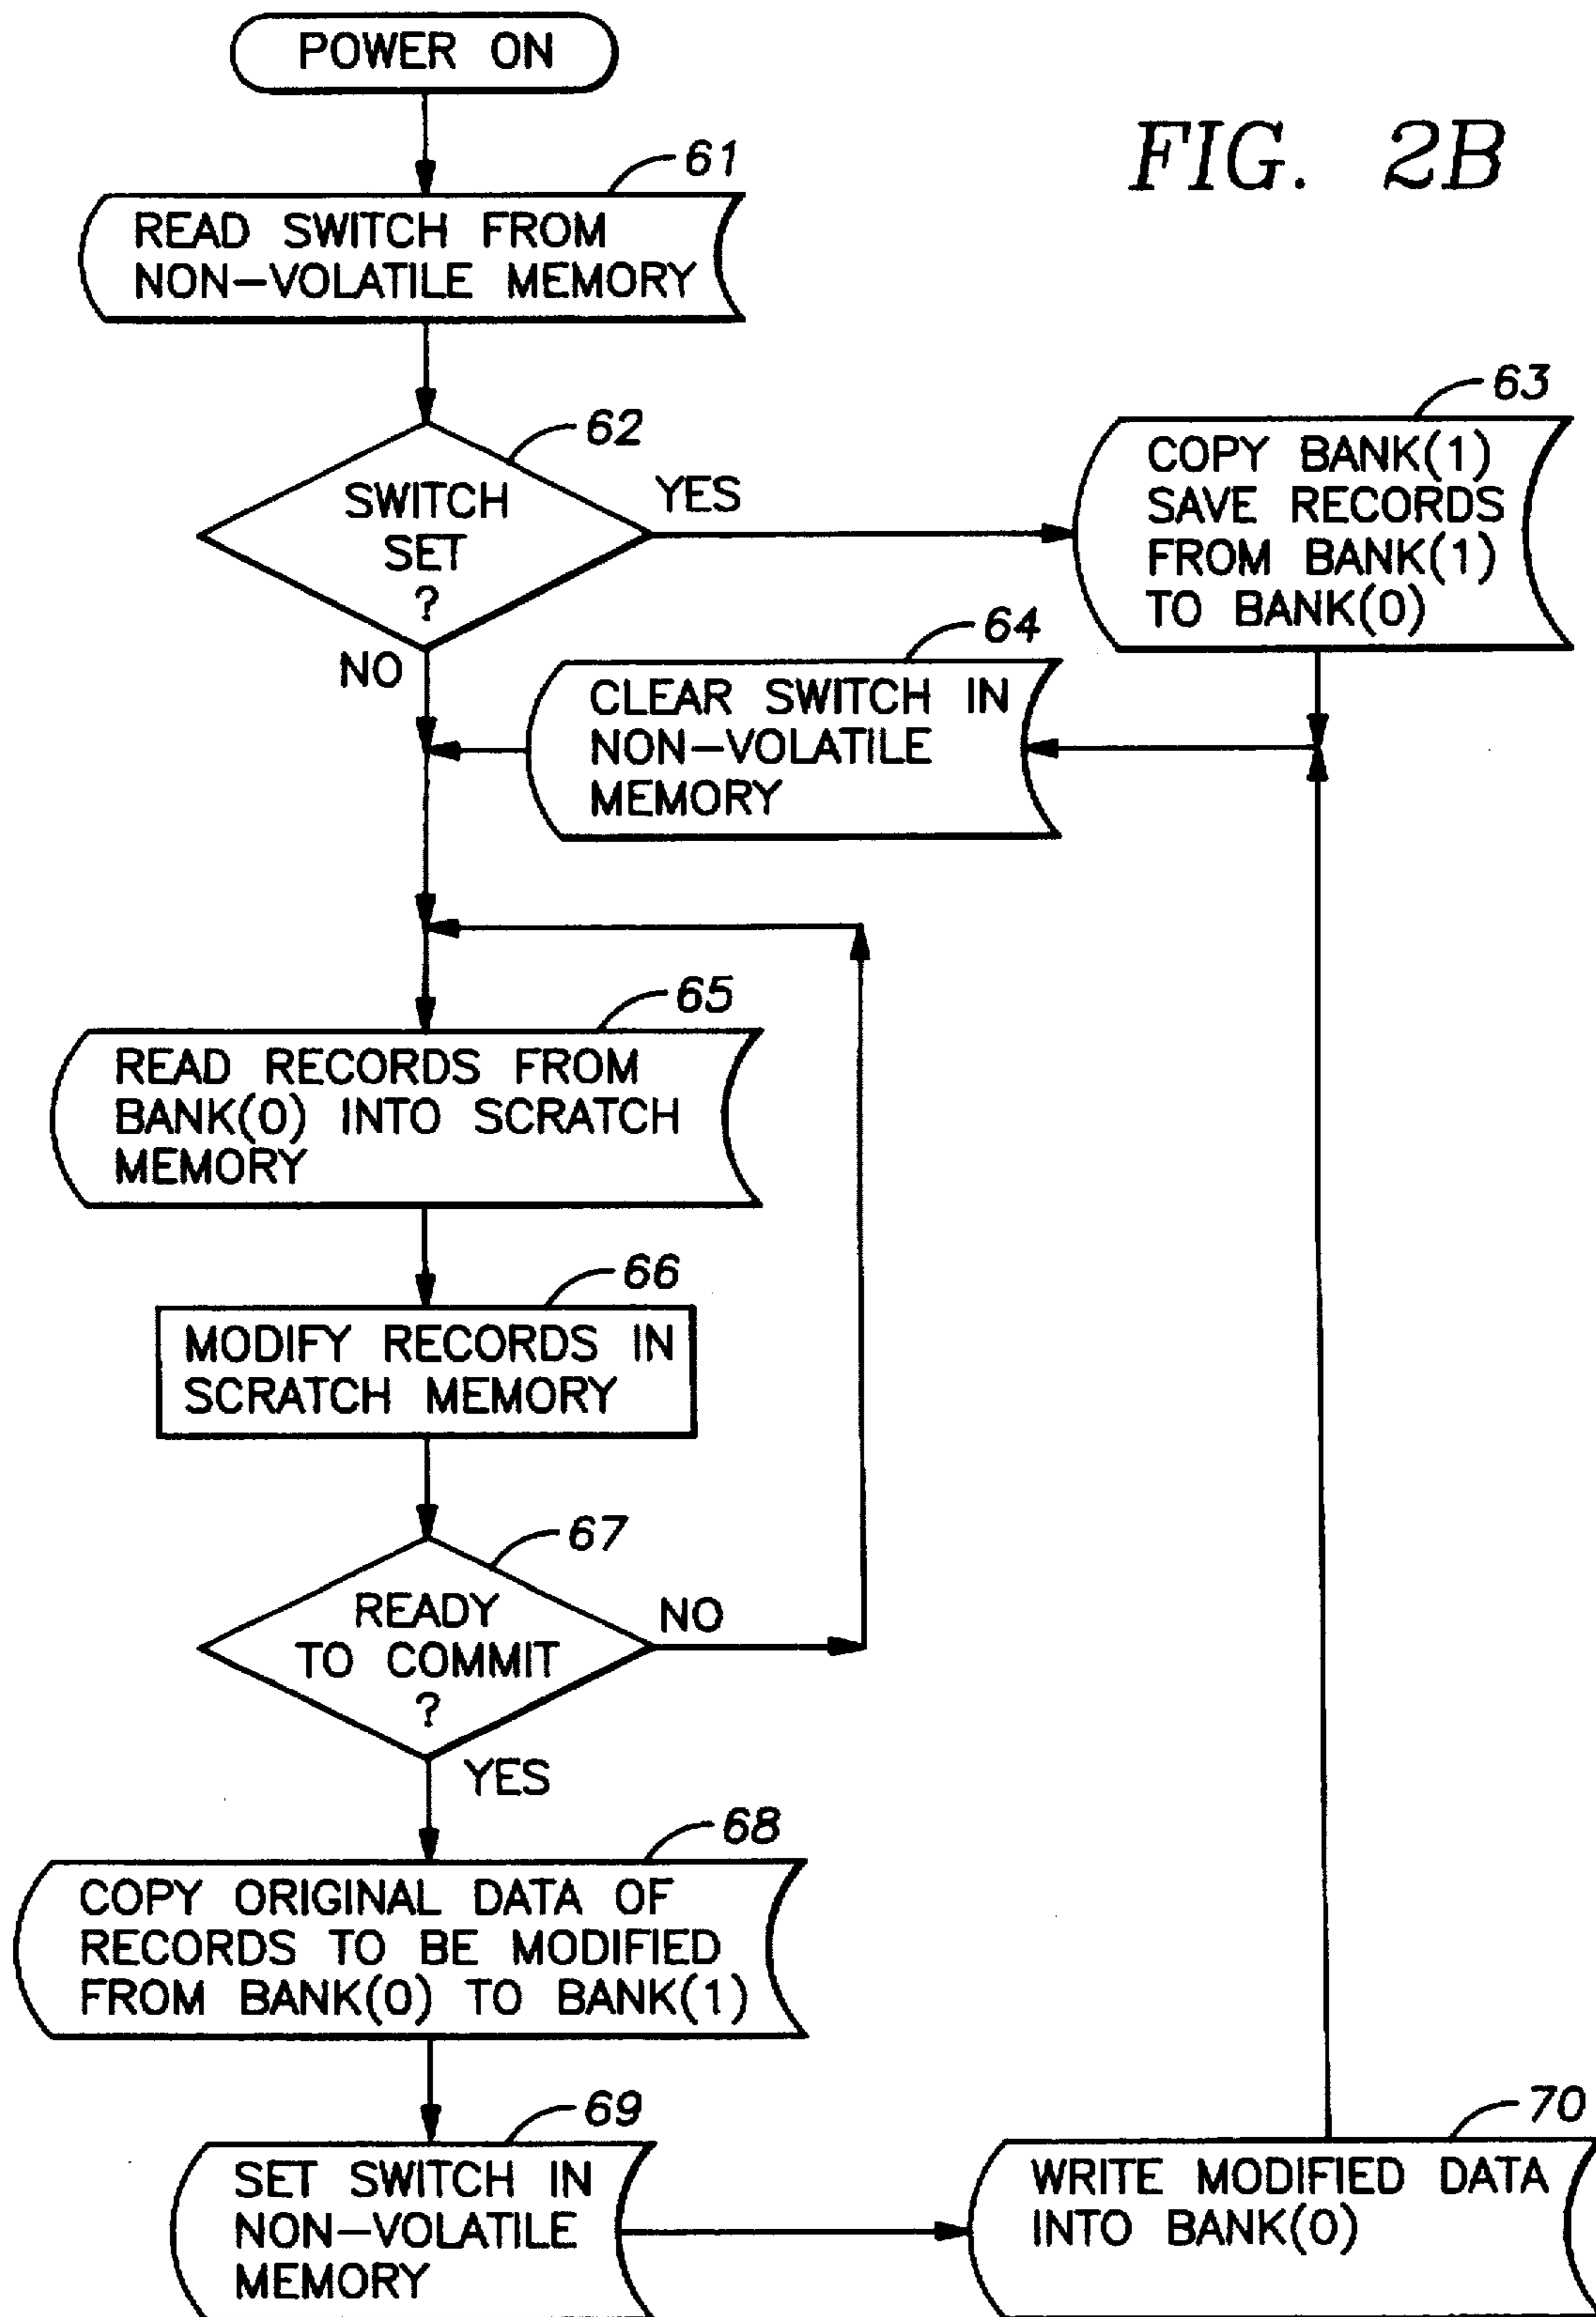 POWER ON
FIG. 2B
61
READ SWITCH FROM
NON-VOLATILE MEMORY
62
SWITCH
SET
?
YES
NO
63
COPY BANK(1)
SAVE RECORDS
FROM BANK(1)
TO BANK(0)
64
CLEAR SWITCH IN
NON-VOLATILE
MEMORY
65
READ RECORDS FROM
BANK(0) INTO SCRATCH
MEMORY
66
MODIFY RECORDS IN
SCRATCH MEMORY
67
READY
TO COMMIT
?
NO
YES
68
COPY ORIGINAL DATA OF
RECORDS TO BE MODIFIED
FROM BANK(0) TO BANK(1)
69
SET SWITCH IN
NON-VOLATILE
MEMORY
70
WRITE MODIFIED DATA
INTO BANK(0)